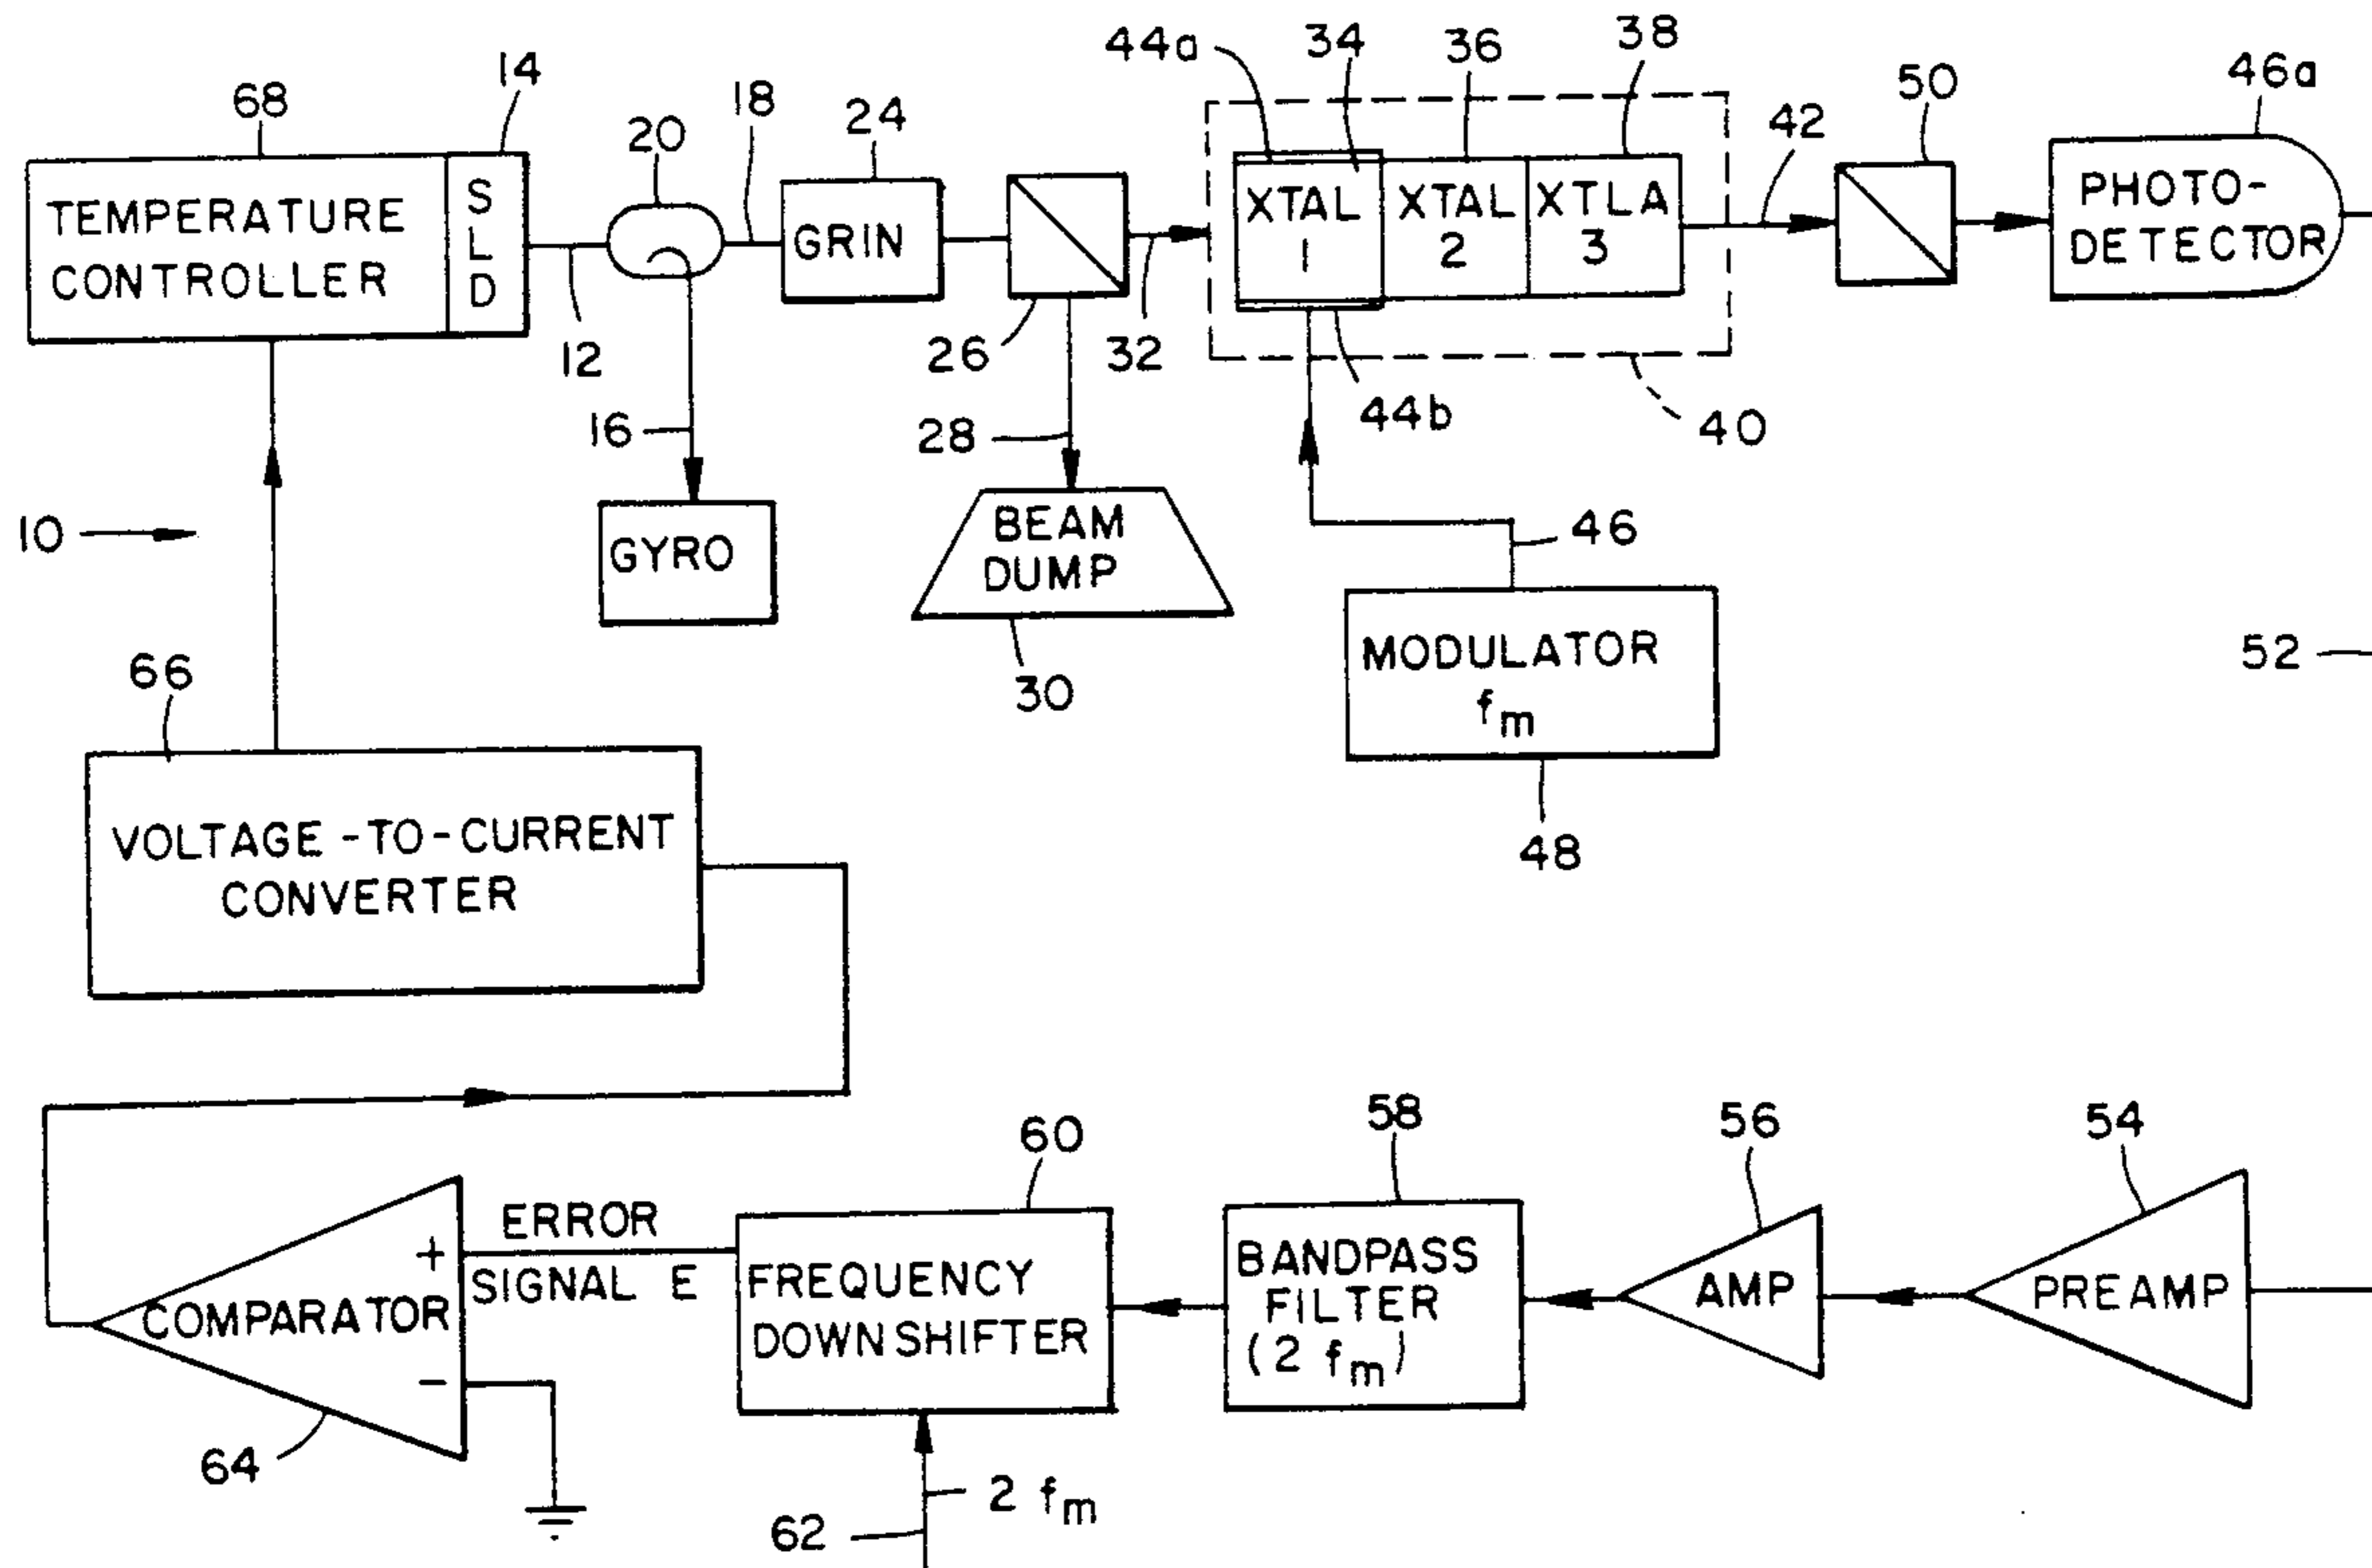 44a
34
36
38
46a
14
68
18
24
50
20
42
TEMPERATURE
CONTROLLER
S
L
D
GRIN
XTAL
1
XTAL
2
XTLA
3
PHOTO-
DETECTOR
12
26
32
44b
40
16
28
10
GYRO
BEAM
DUMP
46
30
MODULATOR
fm
52
66
48
VOLTAGE-TO-CURRENT
CONVERTER
60
58
56
54
ERROR
SIGNAL E
+
COMPARATOR
-
FREQUENCY
DOWNSHIFTER
BANDPASS
FILTER
(2 fm)
AMP
PREAMP
64
2 fm
62